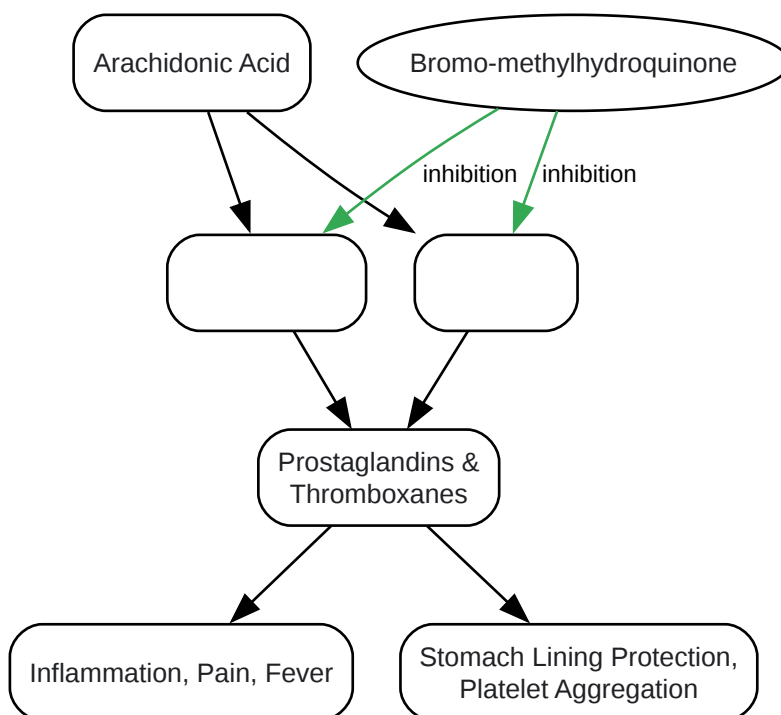 Arachidonic Acid
Bromo-methylhydroquinone
inhibition
inhibition
Prostaglandins &
Thromboxanes
Inflammation, Pain, Fever
Stomach Lining Protection,
Platelet Aggregation